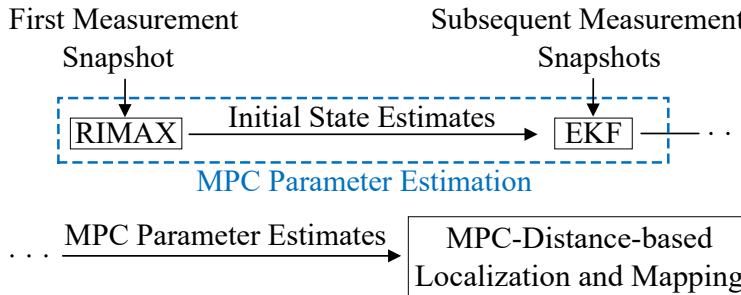 First Measurement
Snapshot
Subsequent Measurement
Snapshots
RIMAX
Initial State Estimates
EKF
. .
MPC Parameter Estimation
. . .
MPC Parameter Estimates
MPC-Distance-based
Localization and Mapping